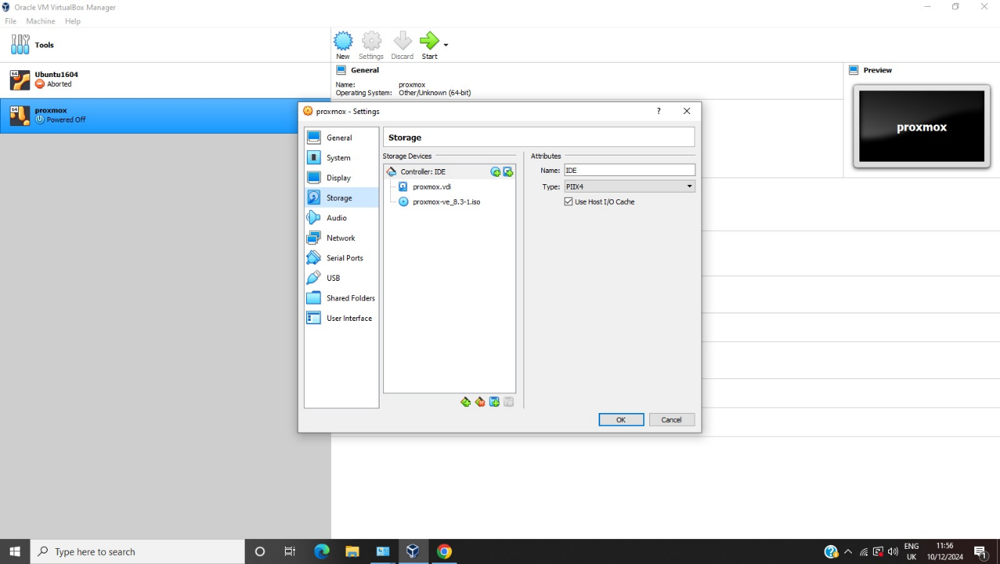 Oracle VM VirtualBox Manager
File Machine Help
Tools
New Settings Discard Start
64 Ubuntu1604
Aborted
64 proxmox
Powered Off
General
Name: proxmox
Operating System: Other/Unknown (64-bit)
Preview
proxmox
proxmox - Settings
?
General
System
Display
Storage
Audio
Network
Serial Ports
USB
Shared Folders
User Interface
Storage
Storage Devices
Controller: IDE
proxmox.vdi
proxmox-ve_8.3-1.iso
Attributes
Name: IDE
Type: PIIX4
Use Host I/O Cache
OK Cancel
Type here to search
ENG
UK
11:56
10/12/2024
1